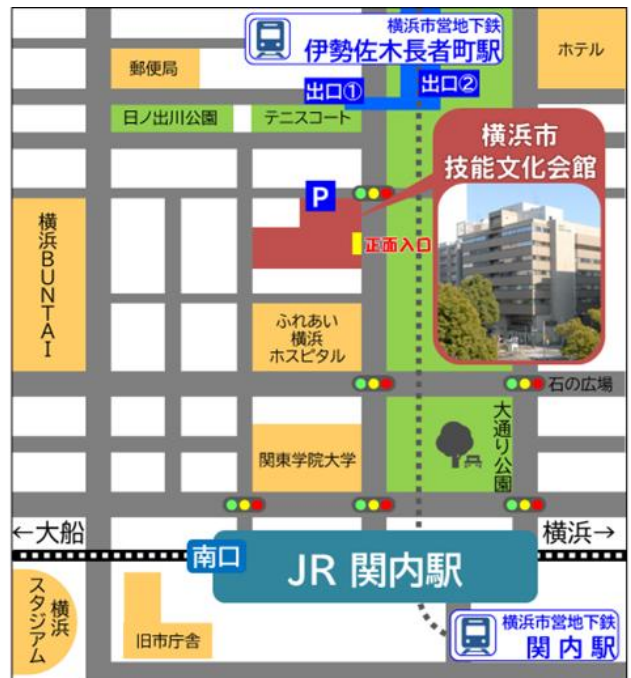 横浜市営地下鉄
伊勢佐木長者町駅
ホテル
郵便局
出口①
出口②
日ノ出川公園
テニスコート
横浜市
技能文化会館
P
正面入口
横浜BUNTAI
ふれあい
横浜
ホスピタル
石の広場
関東学院大学
大通り公園
←大船
横浜→
南口
JR 関内駅
横浜
スタジアム
旧市庁舎
横浜市営地下鉄
関内駅